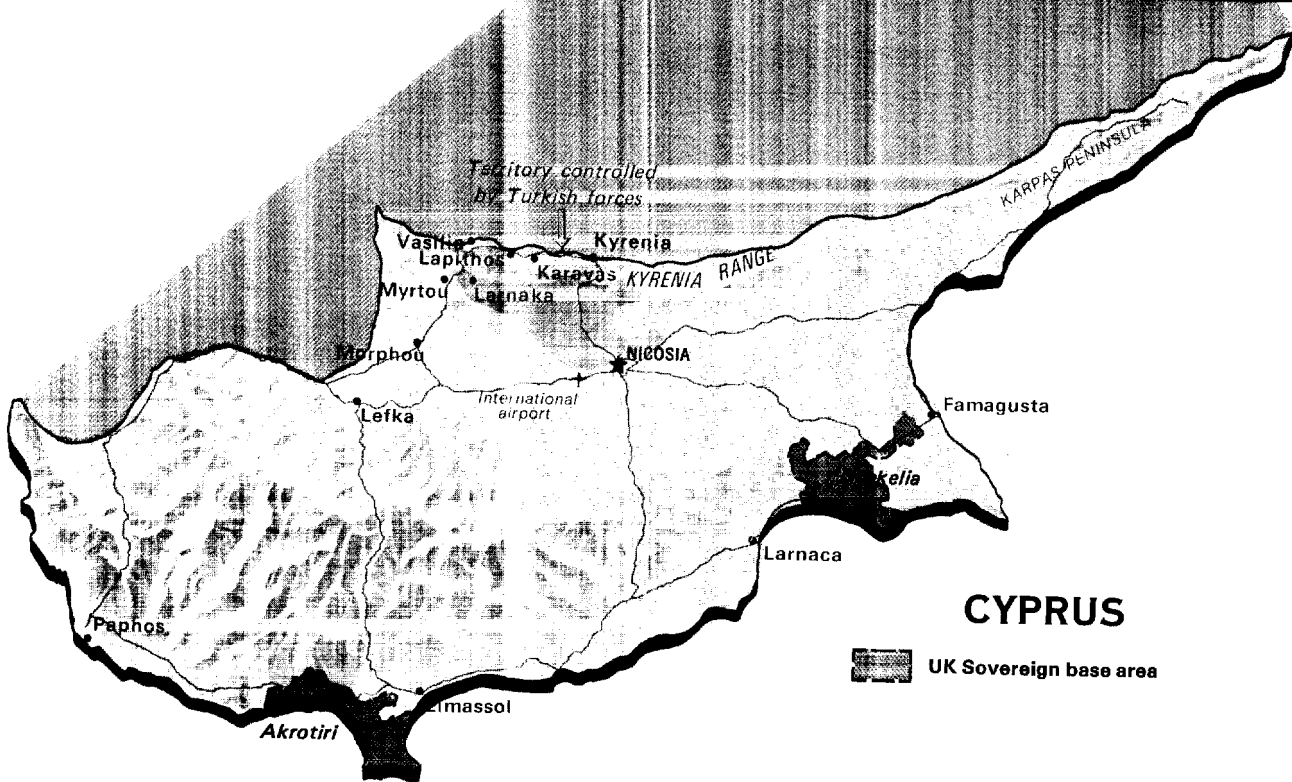 Territory controlled
by Turkish forces
KARPAS PENINSULA
Vasilia
Kyrenia
Lapithos
Karavas
KYRENIA RANGE
Myrtou
Larnaka
Morphou
NICOSIA
International
airport
Lefka
Famagusta
kelia
Larnaca
CYPRUS
UK Sovereign base area
Paphos
Limassol
Akrotiri